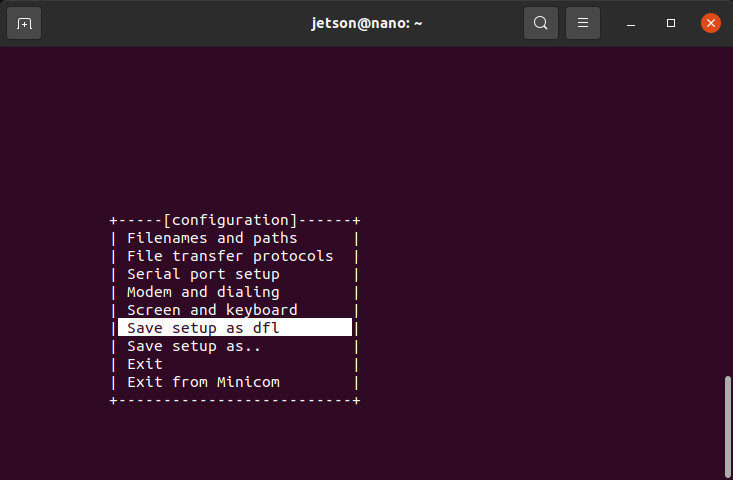 jetson@nano: ~
+-----[configuration]------+
| Filenames and paths      |
| File transfer protocols  |
| Serial port setup        |
| Modem and dialing        |
| Screen and keyboard      |
| Save setup as dfl        |
| Save setup as..          |
| Exit                     |
| Exit from Minicom        |
+--------------------------+